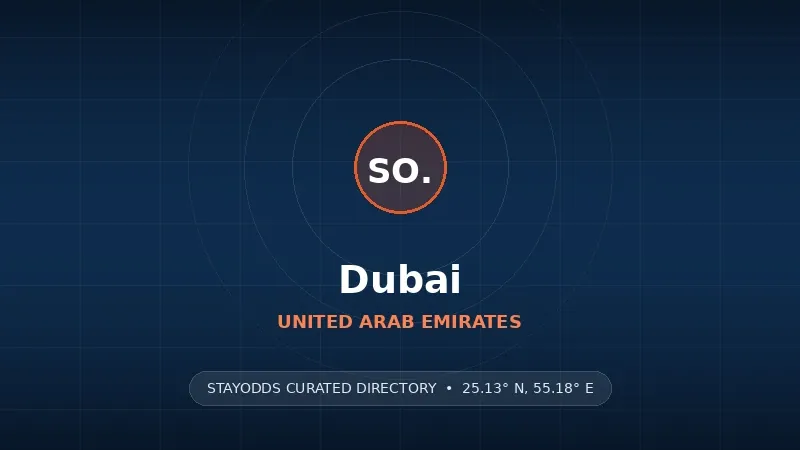 SO.
Dubai
UNITED ARAB EMIRATES
STAYODDS CURATED DIRECTORY • 25.13° N, 55.18° E